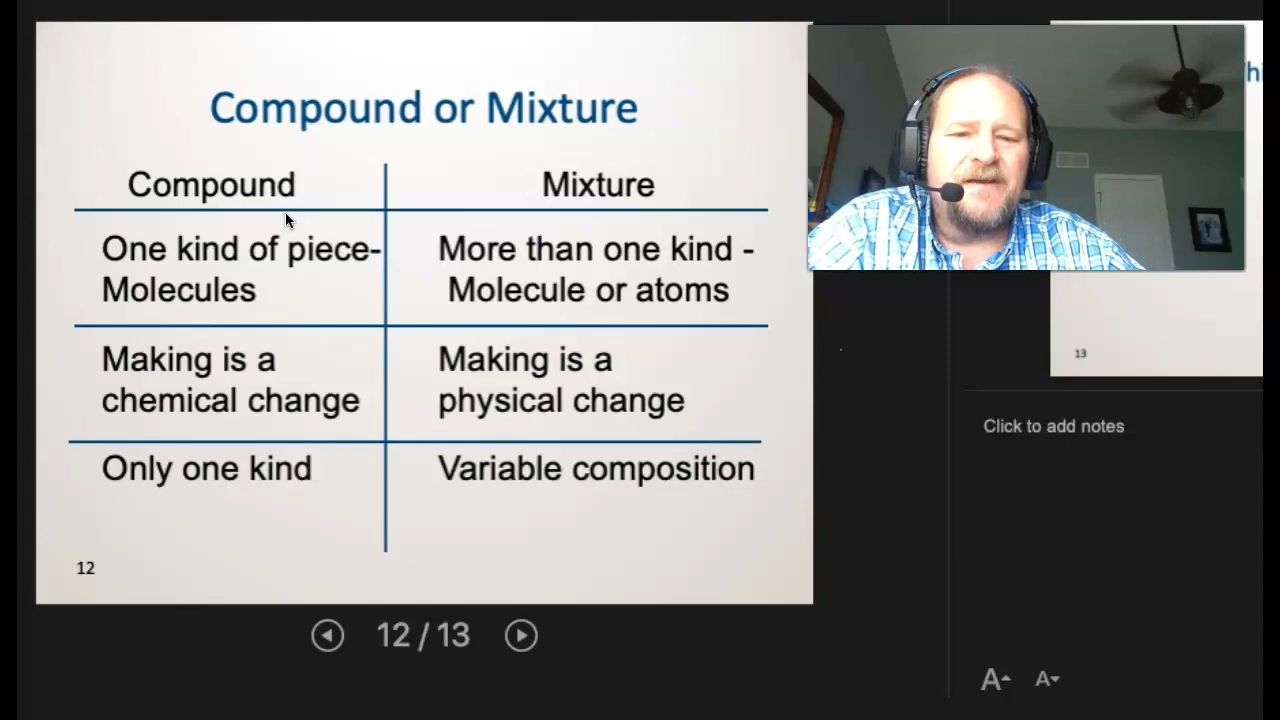 Compound or Mixture
Compound
Mixture
One kind of piece-
Molecules
More than one kind -
Molecule or atoms
Making is a
chemical change
Making is a
physical change
Only one kind
Variable composition
12
12 / 13
13
Click to add notes
A
A